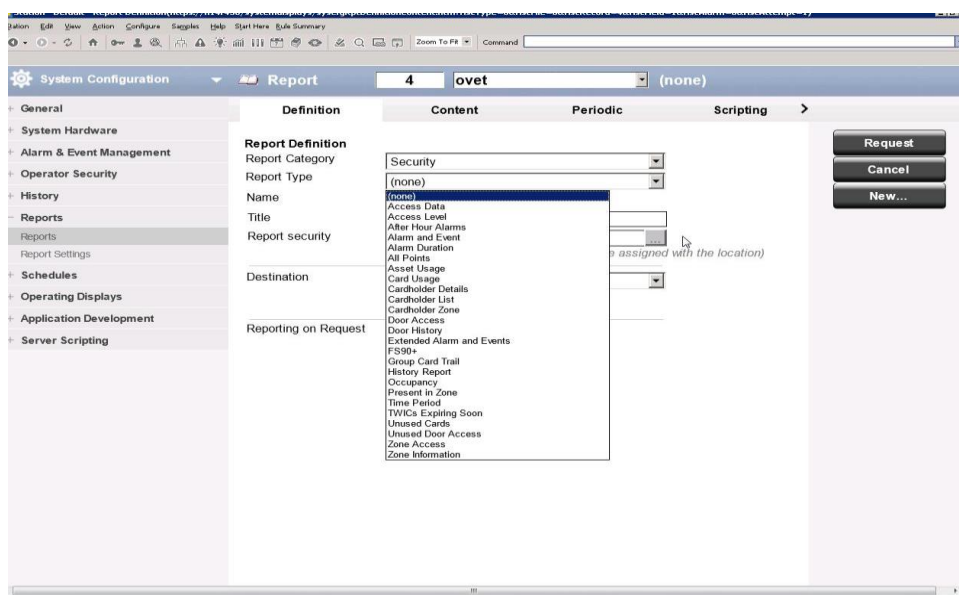 Station Edit View Action Configure Samples Help Start Here Rule Summary
Zoom To Fit Command
System Configuration
Report 4 ovet (none)
General
System Hardware
Alarm & Event Management
Operator Security
History
Reports
Reports
Report Settings
Schedules
Operating Displays
Application Development
Server Scripting
Definition Content Periodic Scripting >
Report Definition
Report Category Security
Report Type (none)
Name
Title
Report security ...
assigned with the location)
Destination
Reporting on Request
(none)
Access Data
Access Level
After Hour Alarms
Alarm and Event
Alarm Duration
All Points
Asset Usage
Card Usage
Cardholder Details
Cardholder List
Cardholder Zone
Door Access
Door History
Extended Alarm and Events
FS90+
Group Card Trail
History Report
Occupancy
Present in Zone
Time Period
TWICs Expiring Soon
Unused Cards
Unused Door Access
Zone Access
Zone Information
Request
Cancel
New...